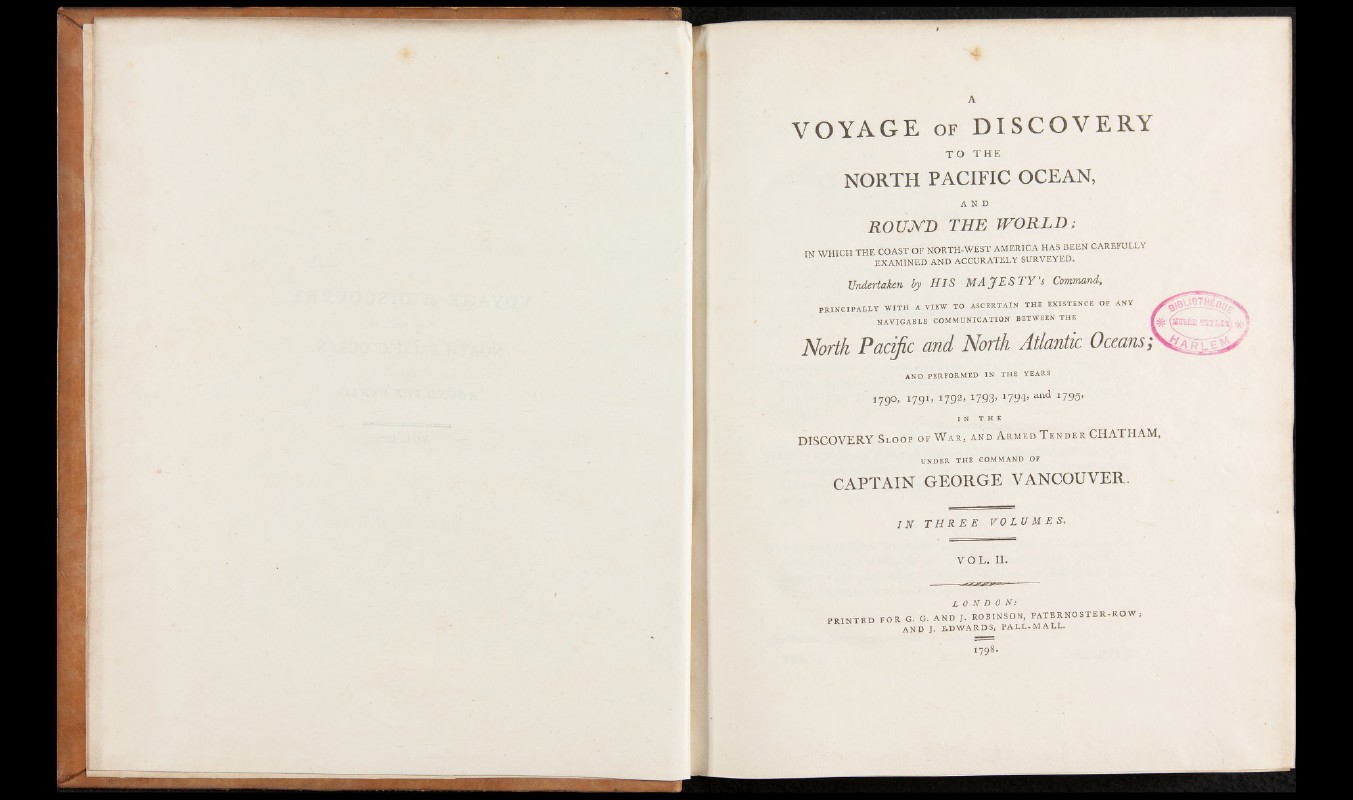 A
VOYAGE OF DISCOVERY
TO THE
NORTH PACIFIC OCEAN,
AND
ROUND THE WORLD;
IN WHICH THE COAST OF NORTH-WEST AMERICA HAS BEEN CAREFULLY
EXAMINED AND ACCURATELY SURVEYED.
Undertaken by HIS MAJESTY's Command,
PRINCIPALLY WITH A VIEW TO ASCERTAIN THE EXISTENCE OF ANY
NAVIGABLE COMMUNICATION BETWEEN THE
North Pacific and North Atlantic Oceans;
AND PERFORMED IN THE YEARS
1790, 1791, 1792, 1793, 1794, and 1795,
IN THE
DISCOVERY SLOOP OF WAR, AND ARMED TENDER CHATHAM,
UNDER THE COMMAND OF
CAPTAIN GEORGE VANCOUVER.
IN THREE VOLUMES.
VOL. II.
LONDON:
PRINTED FOR G. G. AND J. ROBINSON, PATERNOSTER-ROW;
AND J. EDWARDS, PALL-MALL.
1798.
BIBLIOTHÈQUE
MUSÉE TEYLER
HARLEM